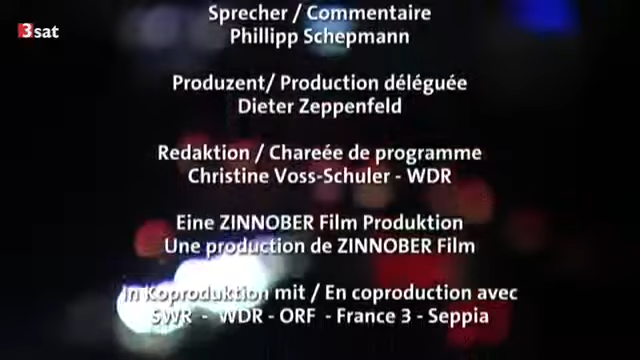 3sat
Sprecher / Commentaire
Phillipp Schepmann
Produzent/ Production déléguée
Dieter Zeppenfeld
Redaktion / Chareée de programme
Christine Voss-Schuler - WDR
Eine ZINNOBER Film Produktion
Une production de ZINNOBER Film
In Koproduktion mit / En coproduction avec
SWR - WDR - ORF - France 3 - Seppia